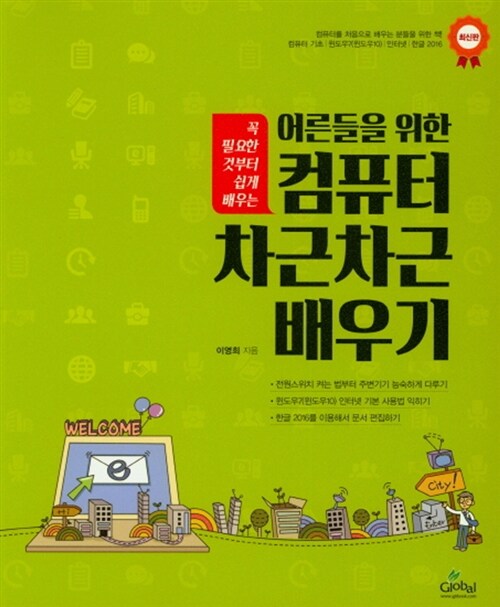 컴퓨터를 처음으로 배우는 분들을 위한 책!
컴퓨터 기초 | 윈도우7(윈도우10) | 인터넷 | 한글 2016
최신판
꼭
필요한
것부터
쉽게
배우는
어른들을 위한
컴퓨터
차근차근
배우기
이영희 지음
• 전원스위치 켜는 법부터 주변기기 능숙하게 다루기
• 윈도우7(윈도우10) 인터넷 기본 사용법 익히기
• 한글 2016를 이용해서 문서 편집하기
WELCOME
City!
Global